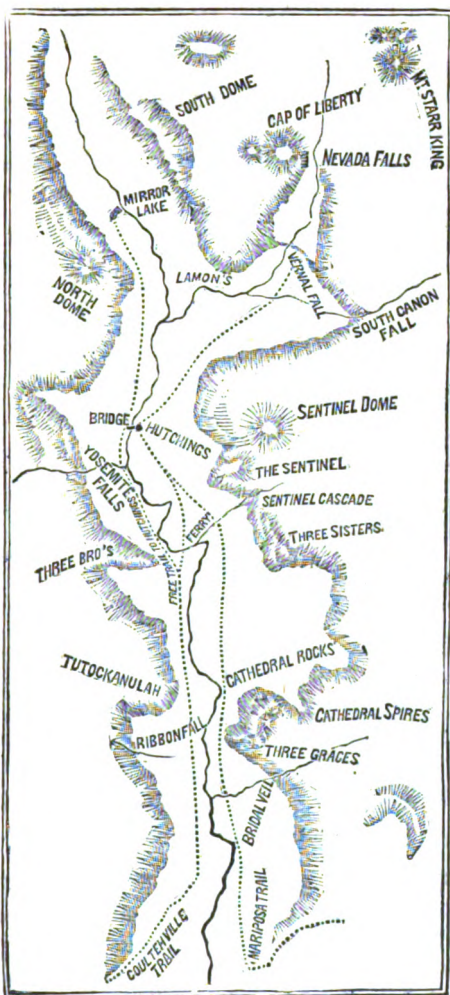 SOUTH DOME
CAP OF LIBERTY
MT STARR KING
NEVADA FALLS
MIRROR
LAKE
LAMON'S
VERNAL FALL
NORTH
DOME
SOUTH CANON
FALL
SENTINEL DOME
BRIDGE
HUTCHINGS
THE SENTINEL
YOSEMITE
FALLS
SENTINEL CASCADE
FERRY
THREE SISTERS
THREE BRO'S
FREE
TUTOCKANULAH
CATHEDRAL ROCKS
CATHEDRAL SPIRES
RIBBONFALL
THREE GRACES
BRIDALVEIL
COULTEHVILLE
TRAIL
MARIPOSA TRAIL